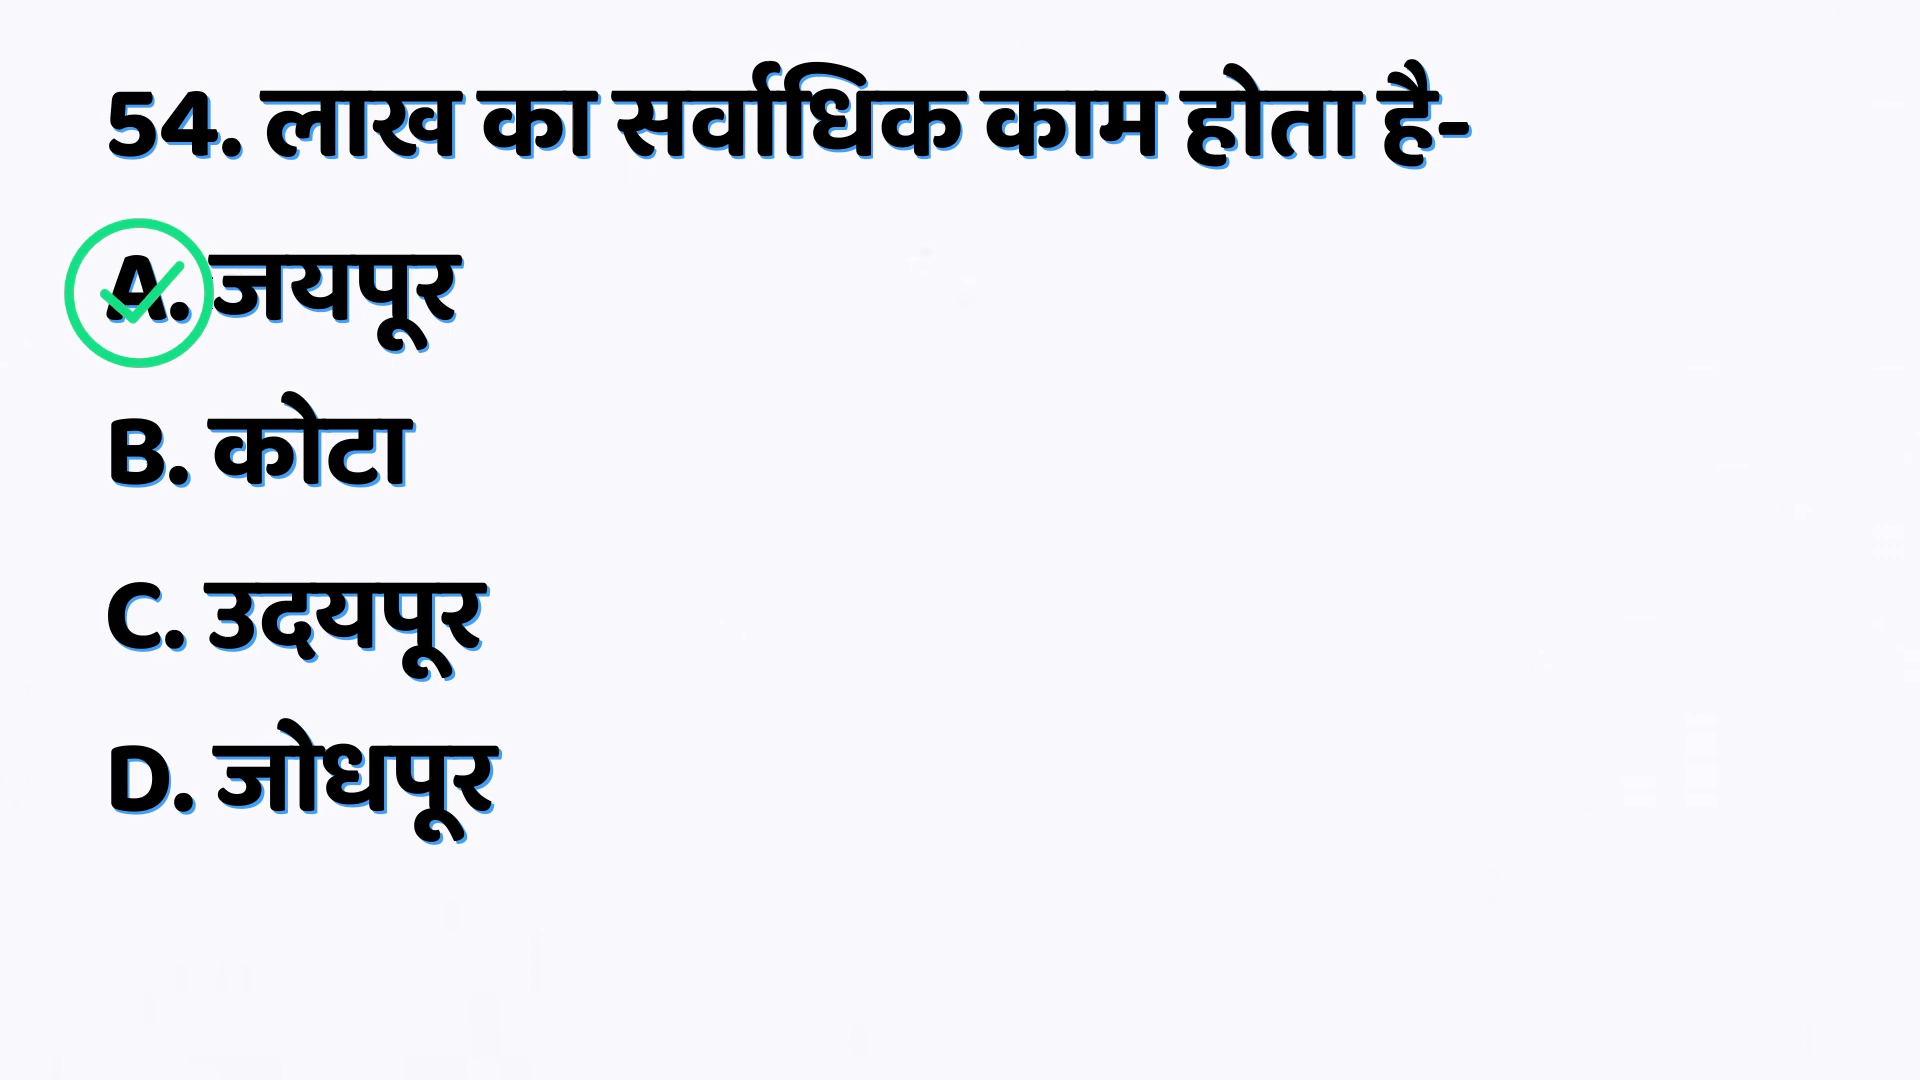 54. लाख का सर्वाधिक काम होता है-
A. जयपूर
B. कोटा
C. उदयपूर
D. जोधपूर